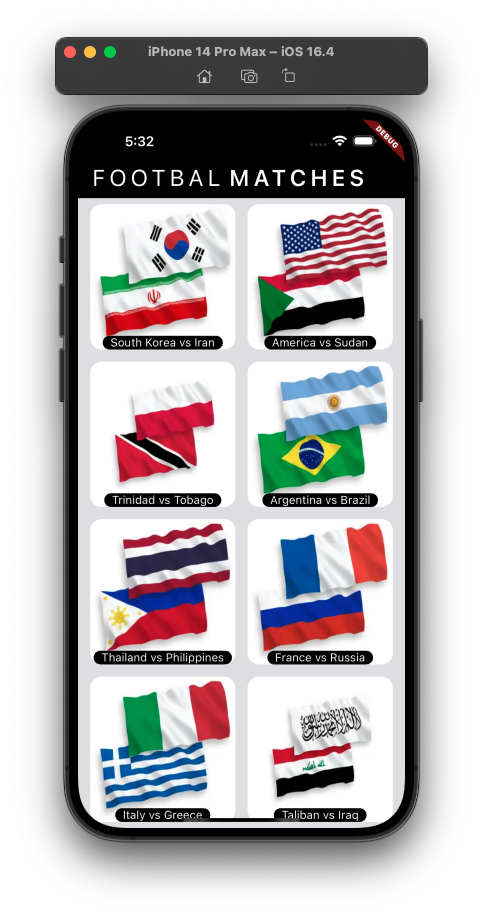 iPhone 14 Pro Max – iOS 16.4
5:32
DEBUG
FOOTBAL MATCHES
South Korea vs Iran
America vs Sudan
Trinidad vs Tobago
Argentina vs Brazil
Thailand vs Philippines
France vs Russia
Italy vs Greece
Taliban vs Iraq